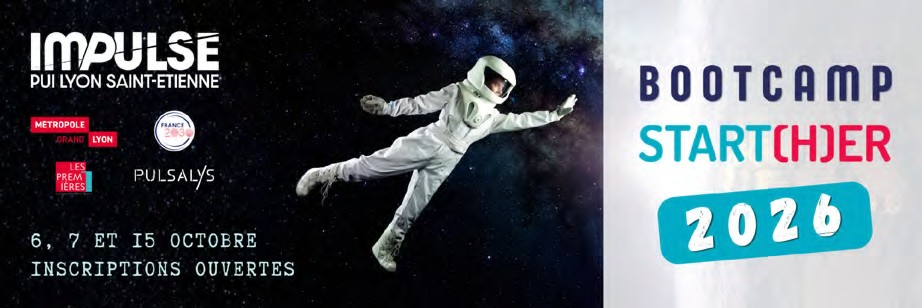 IMPULSE
PUI LYON SAINT-ETIENNE
MÉTROPOLE
GRAND LYON
FRANCE
2030
LES
PREM
IÈRES
PULSALYS
6, 7 ET 15 OCTOBRE
INSCRIPTIONS OUVERTES
BOOTCAMP
START(H)ER
2026